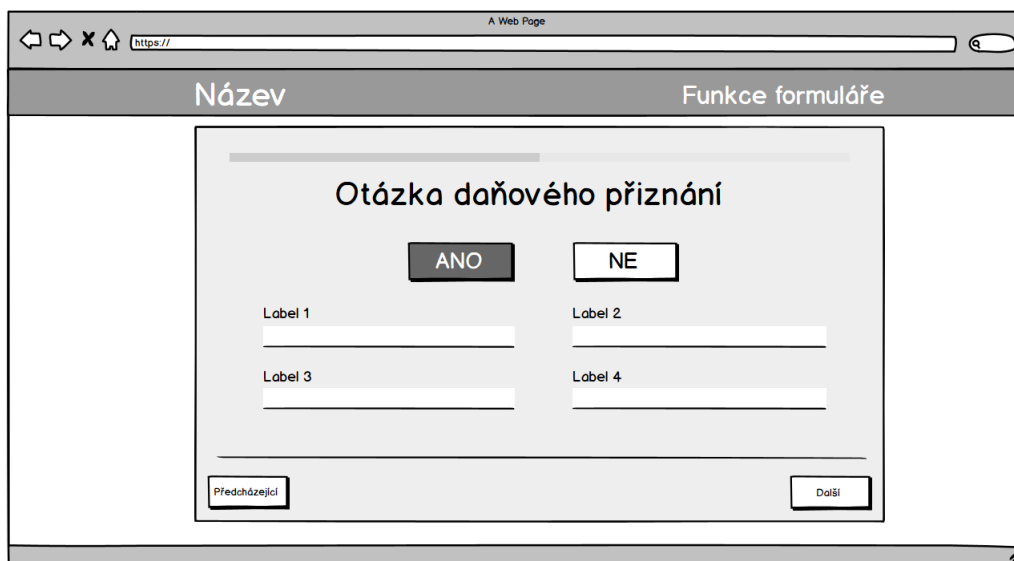 A Web Page
https://
Název
Funkce formuláře
Otázka daňového přiznání
ANO
NE
Label 1
Label 2
Label 3
Label 4
Předcházející
Další